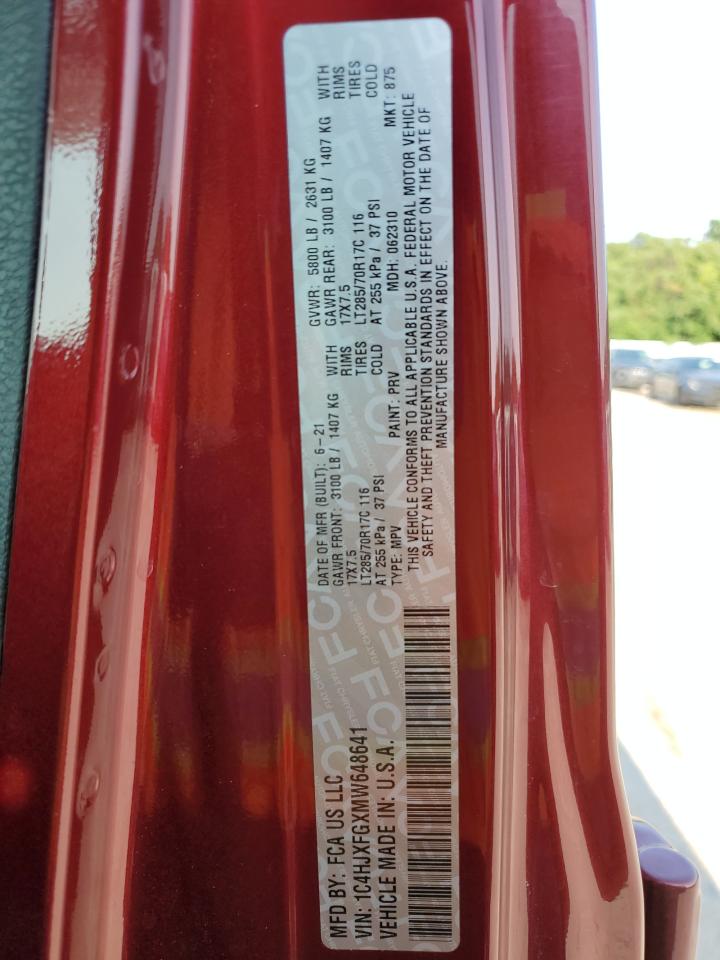 MFD BY: FCA US LLC
VIN: 1C4HJXFGXMW648641
VEHICLE MADE IN: U.S.A.
DATE OF MFR (BUILT): 6-21 GVWR: 5800 LB / 2631 KG
GAWR FRONT: 3100 LB / 1407 KG WITH GAWR REAR: 3100 LB / 1407 KG WITH
17X7.5 RIMS 17X7.5 RIMS
LT285/70R17C 116 TIRES LT285/70R17C 116 TIRES
AT 255 kPa / 37 PSI COLD AT 255 kPa / 37 PSI COLD
TYPE: MPV PAINT: PRV MDH: 062310 MKT: 875
THIS VEHICLE CONFORMS TO ALL APPLICABLE U.S.A. FEDERAL MOTOR VEHICLE
SAFETY AND THEFT PREVENTION STANDARDS IN EFFECT ON THE DATE OF
MANUFACTURE SHOWN ABOVE.